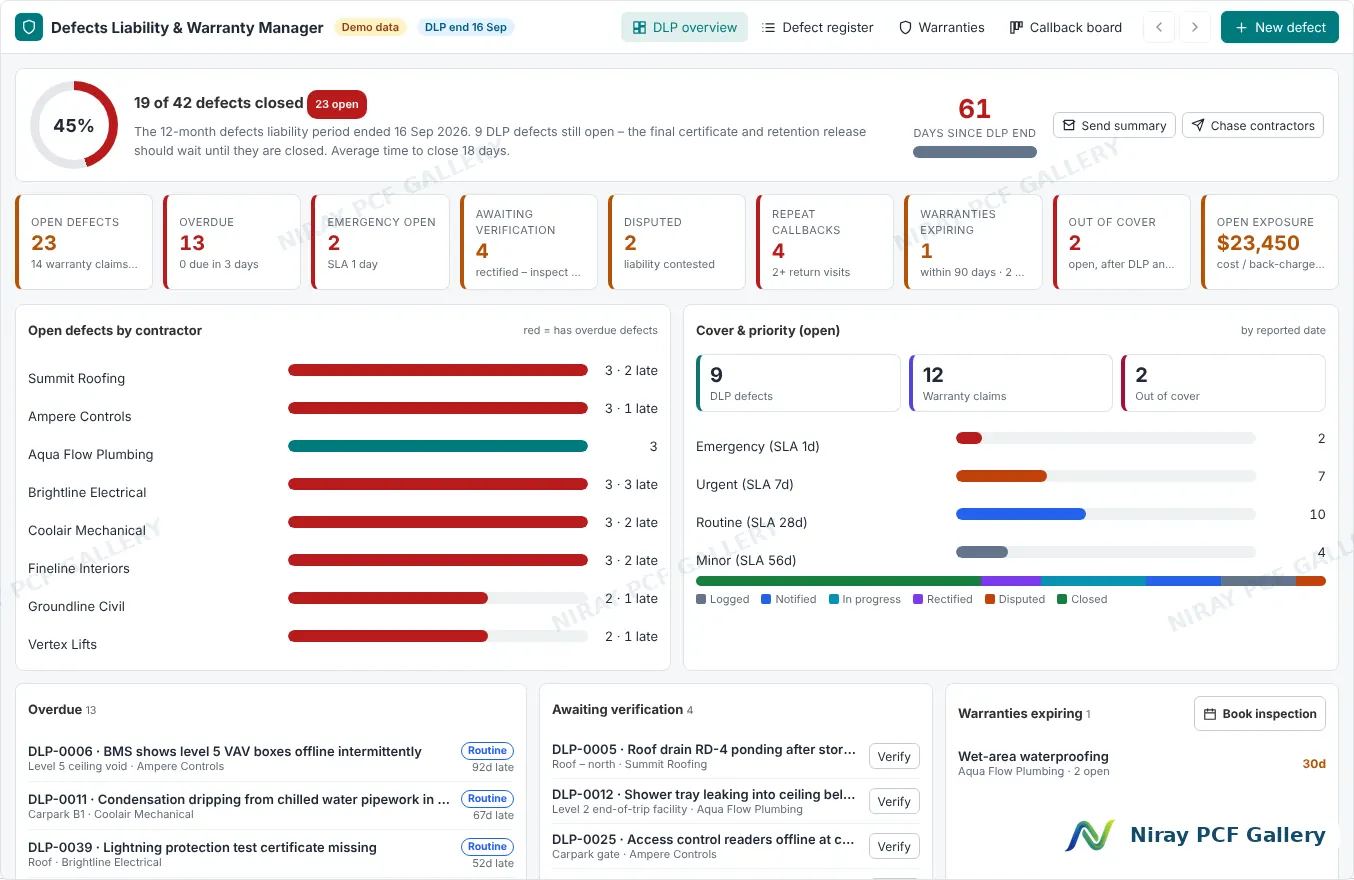 Defects Liability & Warranty Manager
Demo data
DLP end 16 Sep
DLP overview
Defect register
Warranties
Callback board
New defect
45%
19 of 42 defects closed
23 open
The 12-month defects liability period ended 16 Sep 2026. 9 DLP defects still open – the final certificate and retention release
should wait until they are closed. Average time to close 18 days.
61
DAYS SINCE DLP END
Send summary
Chase contractors
OPEN DEFECTS
23
14 warranty claims...
OVERDUE
13
0 due in 3 days
EMERGENCY OPEN
2
SLA 1 day
AWAITING
VERIFICATION
4
rectified – inspect ...
DISPUTED
2
liability contested
REPEAT
CALLBACKS
4
2+ return visits
WARRANTIES
EXPIRING
1
within 90 days · 2 ...
OUT OF COVER
2
open, after DLP an...
OPEN EXPOSURE
$23,450
cost / back-charge...
Open defects by contractor
red = has overdue defects
Summit Roofing
3 · 2 late
Ampere Controls
3 · 1 late
Aqua Flow Plumbing
3
Brightline Electrical
3 · 3 late
Coolair Mechanical
3 · 2 late
Fineline Interiors
3 · 2 late
Groundline Civil
2 · 1 late
Vertex Lifts
2 · 1 late
Cover & priority (open)
by reported date
9
DLP defects
12
Warranty claims
2
Out of cover
Emergency (SLA 1d)
2
Urgent (SLA 7d)
7
Routine (SLA 28d)
10
Minor (SLA 56d)
4
Logged
Notified
In progress
Rectified
Disputed
Closed
Overdue 13
DLP-0006 · BMS shows level 5 VAV boxes offline intermittently
Routine
Level 5 ceiling void · Ampere Controls
92d late
DLP-0011 · Condensation dripping from chilled water pipework in ...
Routine
Carpark B1 · Coolair Mechanical
67d late
DLP-0039 · Lightning protection test certificate missing
Routine
Roof · Brightline Electrical
52d late
Awaiting verification 4
DLP-0005 · Roof drain RD-4 ponding after stor...
Roof – north · Summit Roofing
Verify
DLP-0012 · Shower tray leaking into ceiling bel...
Level 2 end-of-trip facility · Aqua Flow Plumbing
Verify
DLP-0025 · Access control readers offline at c...
Carpark gate · Ampere Controls
Verify
Warranties expiring 1
Book inspection
Wet-area waterproofing
Aqua Flow Plumbing · 2 open
30d
Niray PCF Gallery
NIRAY PCF GALLERY
NIRAY PCF GALLERY
NIRAY PCF GALLERY
NIRAY PCF GALLERY
PCF GALLERY